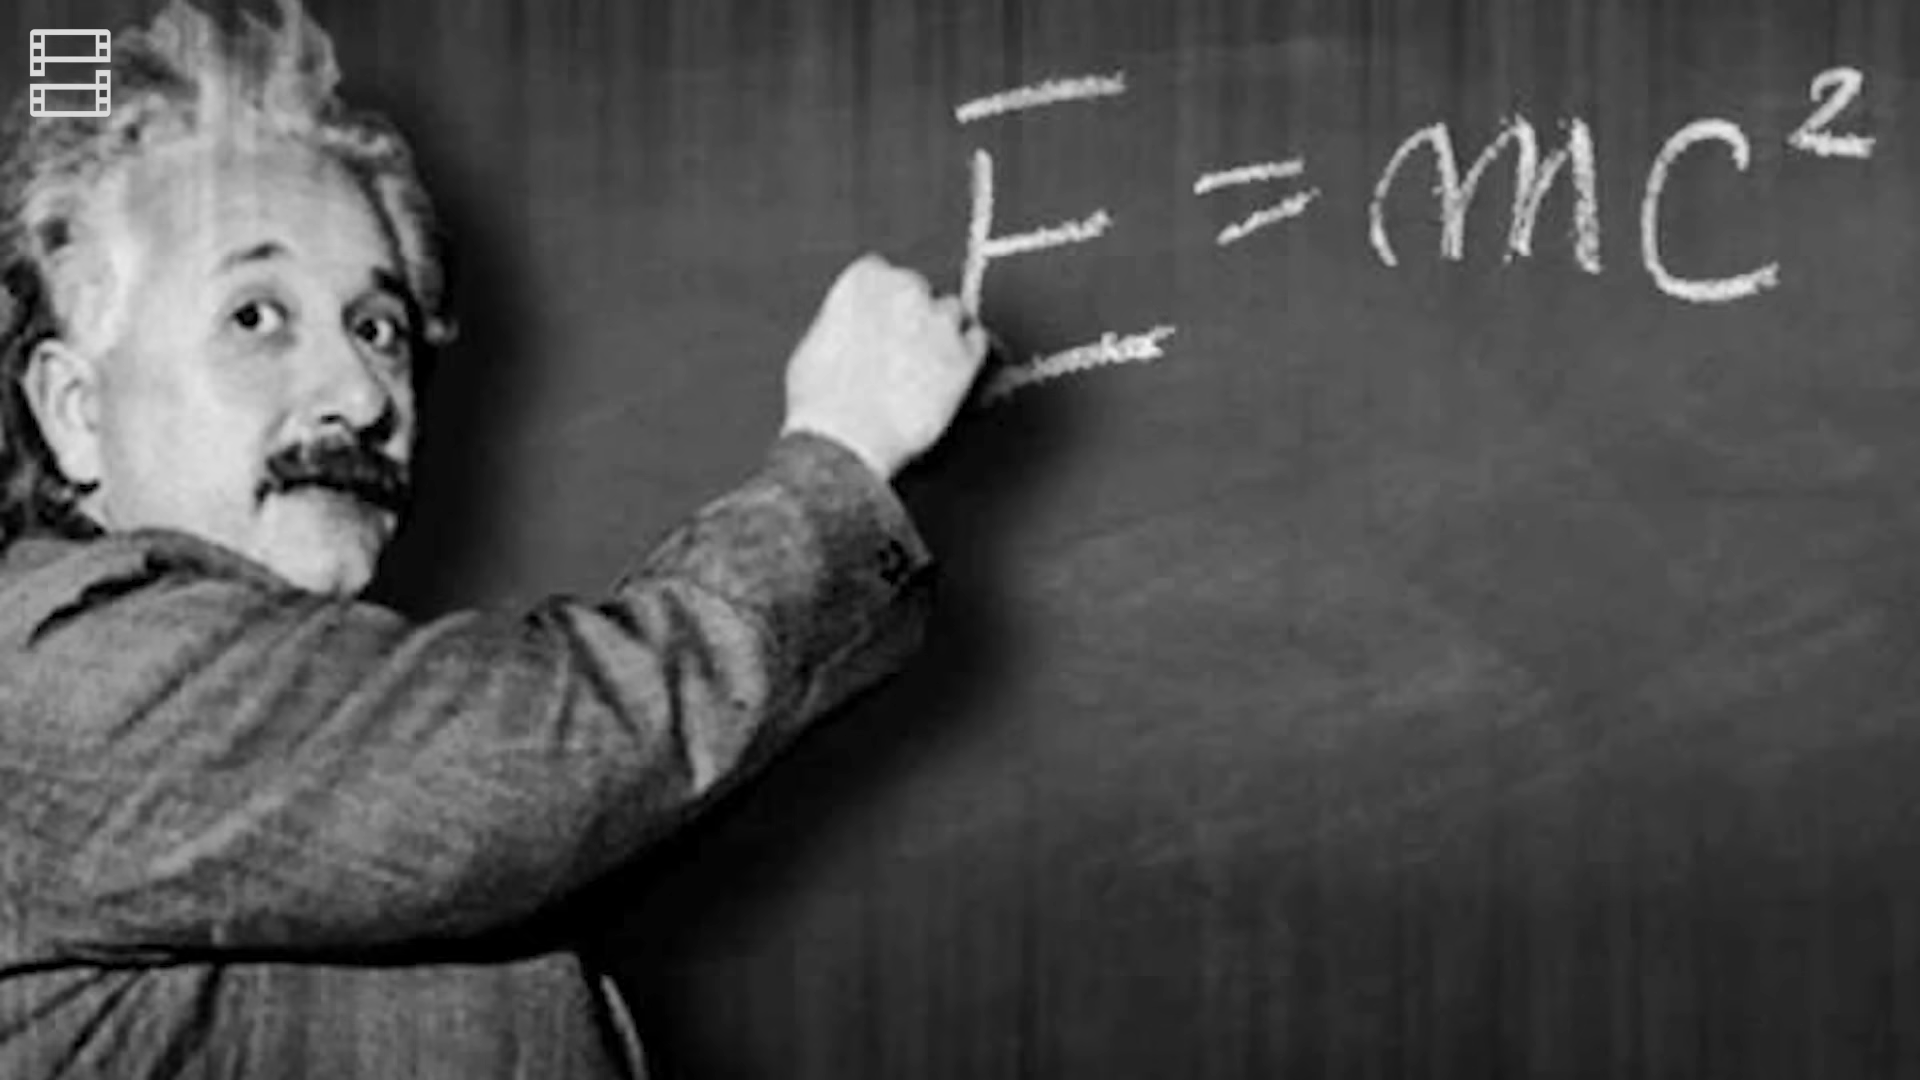 E = mc²